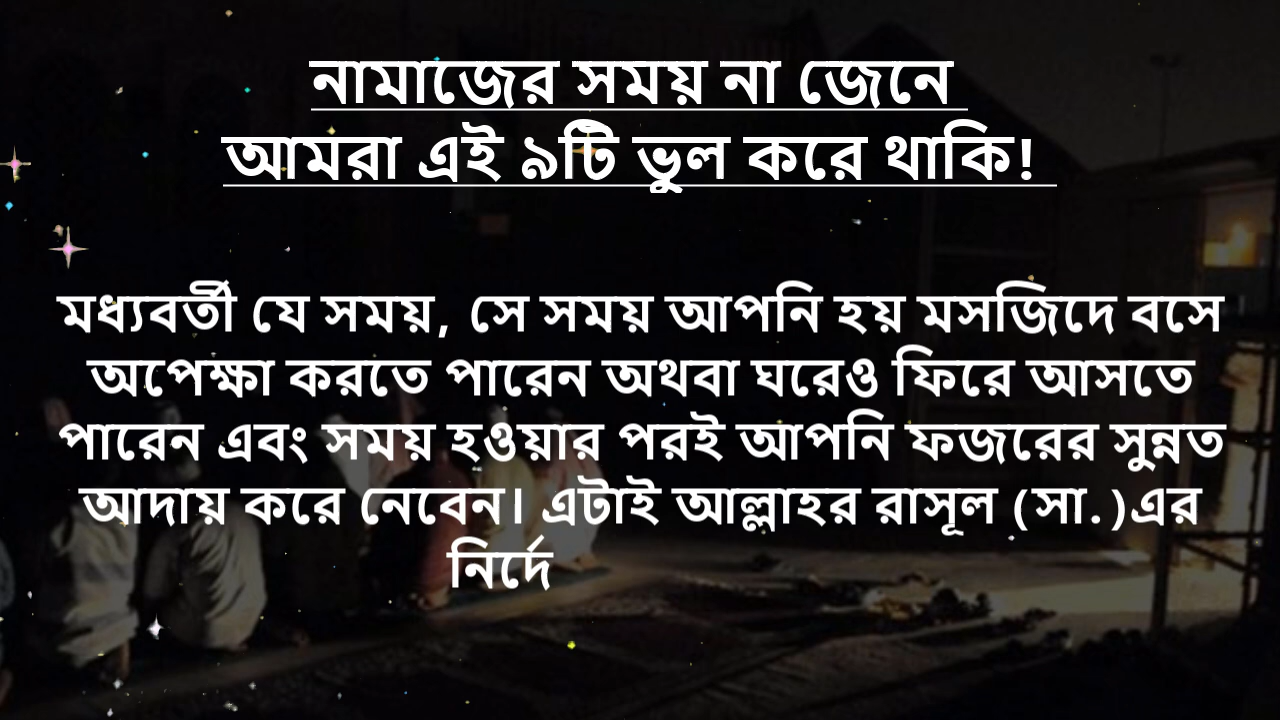 নামাজের সময় না জেনে
আমরা এই ৯টি ভুল করে থাকি!
মধ্যবর্তী যে সময়, সে সময় আপনি হয় মসজিদে বসে
অপেক্ষা করতে পারেন অথবা ঘরেও ফিরে আসতে
পারেন এবং সময় হওয়ার পরই আপনি ফজরের সুন্নত
আদায় করে নেবেন। এটাই আল্লাহর রাসূল (সা.)এর
নির্দে